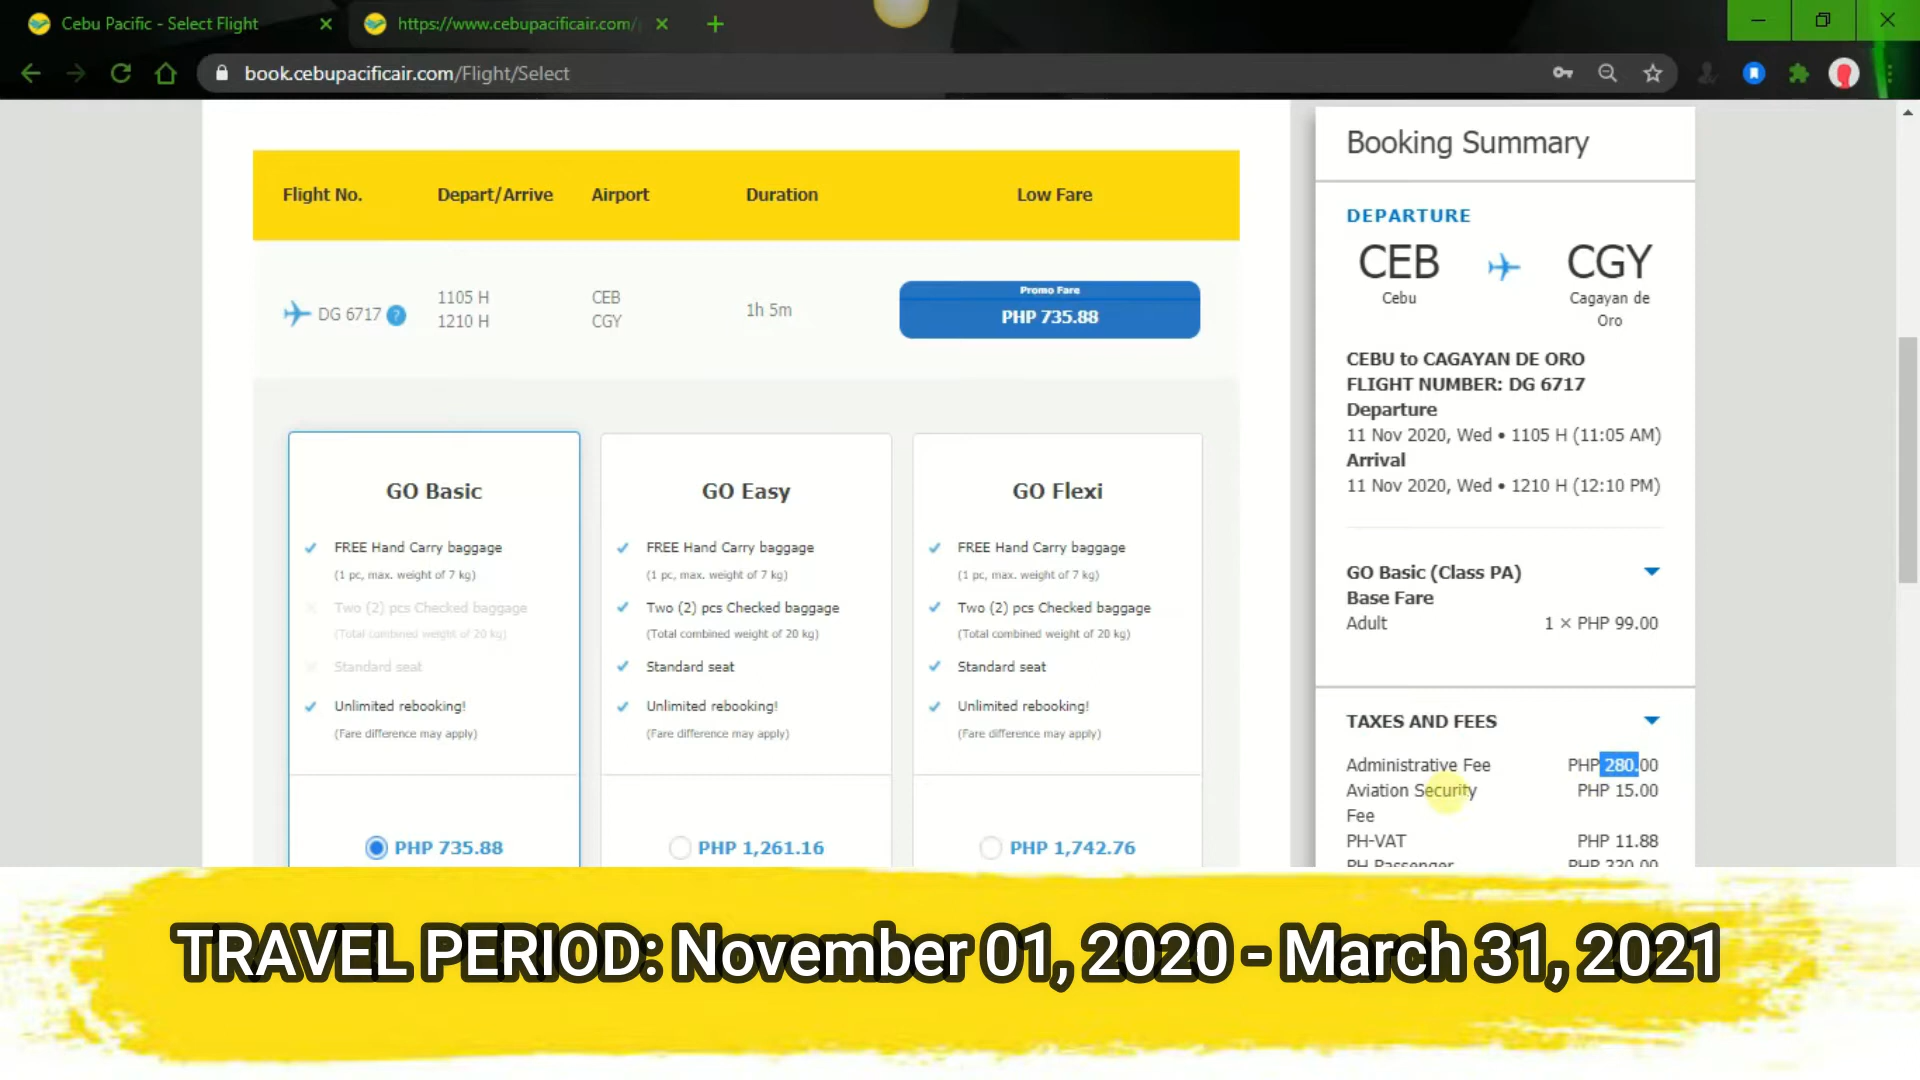 Cebu Pacific - Select Flight
https://www.cebupacificair.com/
book.cebupacificair.com/Flight/Select
Flight No. Depart/Arrive Airport Duration Low Fare
DG 6717 ?
1105 H
1210 H
CEB
CGY
1h 5m
Promo Fare
PHP 735.88
GO Basic
FREE Hand Carry baggage
(1 pc, max. weight of 7 kg)
Two (2) pcs Checked baggage
(Total combined weight of 20 kg)
Standard seat
Unlimited rebooking!
(Fare difference may apply)
PHP 735.88
GO Easy
FREE Hand Carry baggage
(1 pc, max. weight of 7 kg)
Two (2) pcs Checked baggage
(Total combined weight of 20 kg)
Standard seat
Unlimited rebooking!
(Fare difference may apply)
PHP 1,261.16
GO Flexi
FREE Hand Carry baggage
(1 pc, max. weight of 7 kg)
Two (2) pcs Checked baggage
(Total combined weight of 20 kg)
Standard seat
Unlimited rebooking!
(Fare difference may apply)
PHP 1,742.76
Booking Summary
DEPARTURE
CEB CGY
Cebu Cagayan de
Oro
CEBU to CAGAYAN DE ORO
FLIGHT NUMBER: DG 6717
Departure
11 Nov 2020, Wed • 1105 H (11:05 AM)
Arrival
11 Nov 2020, Wed • 1210 H (12:10 PM)
GO Basic (Class PA)
Base Fare
Adult 1 × PHP 99.00
TAXES AND FEES
Administrative Fee PHP 280.00
Aviation Security PHP 15.00
Fee
PH-VAT PHP 11.88
PH Passenger PHP 330.00
TRAVEL PERIOD: November 01, 2020 - March 31, 2021